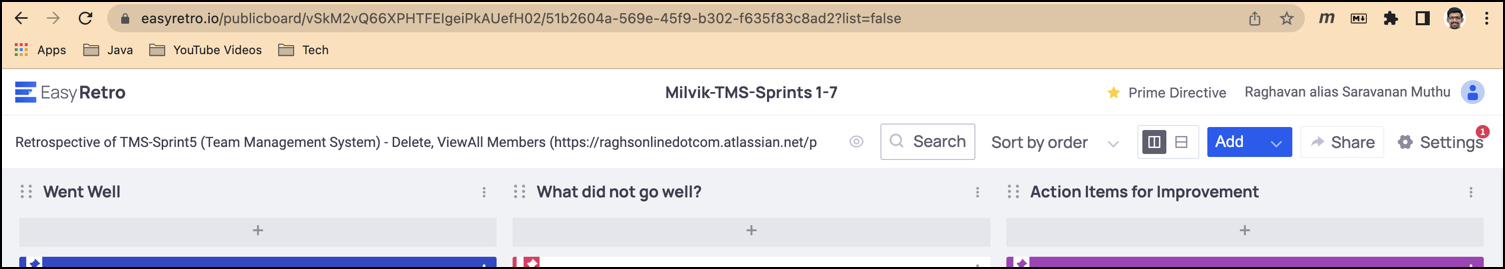 easyretro.io/publicboard/vSkM2vQ66XPHTFEIgeiPkAUefH02/51b2604a-569e-45f9-b302-f635f83c8ad2?list=false
m
Apps Java YouTube Videos Tech
EasyRetro
Milvik-TMS-Sprints 1-7
Prime Directive
Raghavan alias Saravanan Muthu
Retrospective of TMS-Sprint5 (Team Management System) - Delete, ViewAll Members (https://raghsonlinedotcom.atlassian.net/p
Search
Sort by order
Add
Share
Settings
1
Went Well
What did not go well?
Action Items for Improvement
+ + +